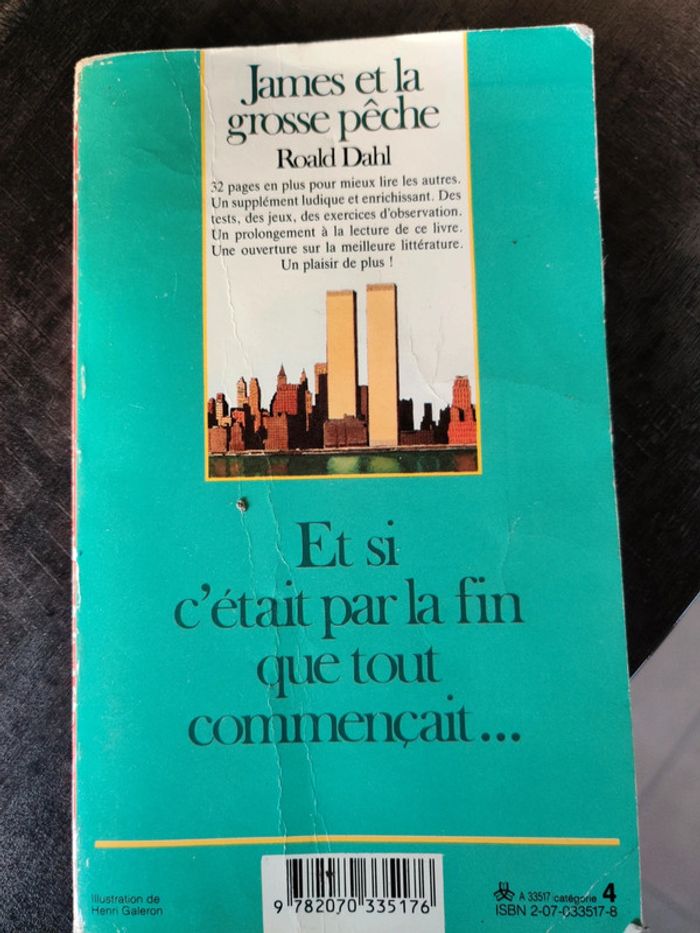 James et la
grosse pêche
Roald Dahl
32 pages en plus pour mieux lire les autres.
Un supplément ludique et enrichissant. Des
tests, des jeux, des exercices d'observation.
Un prolongement à la lecture de ce livre.
Une ouverture sur la meilleure littérature.
Un plaisir de plus !
Et si
c'était par la fin
que tout
commençait...
Illustration de
Henri Galeron
9 782070 335176
A 33517 catégorie 4
ISBN 2-07-033517-8